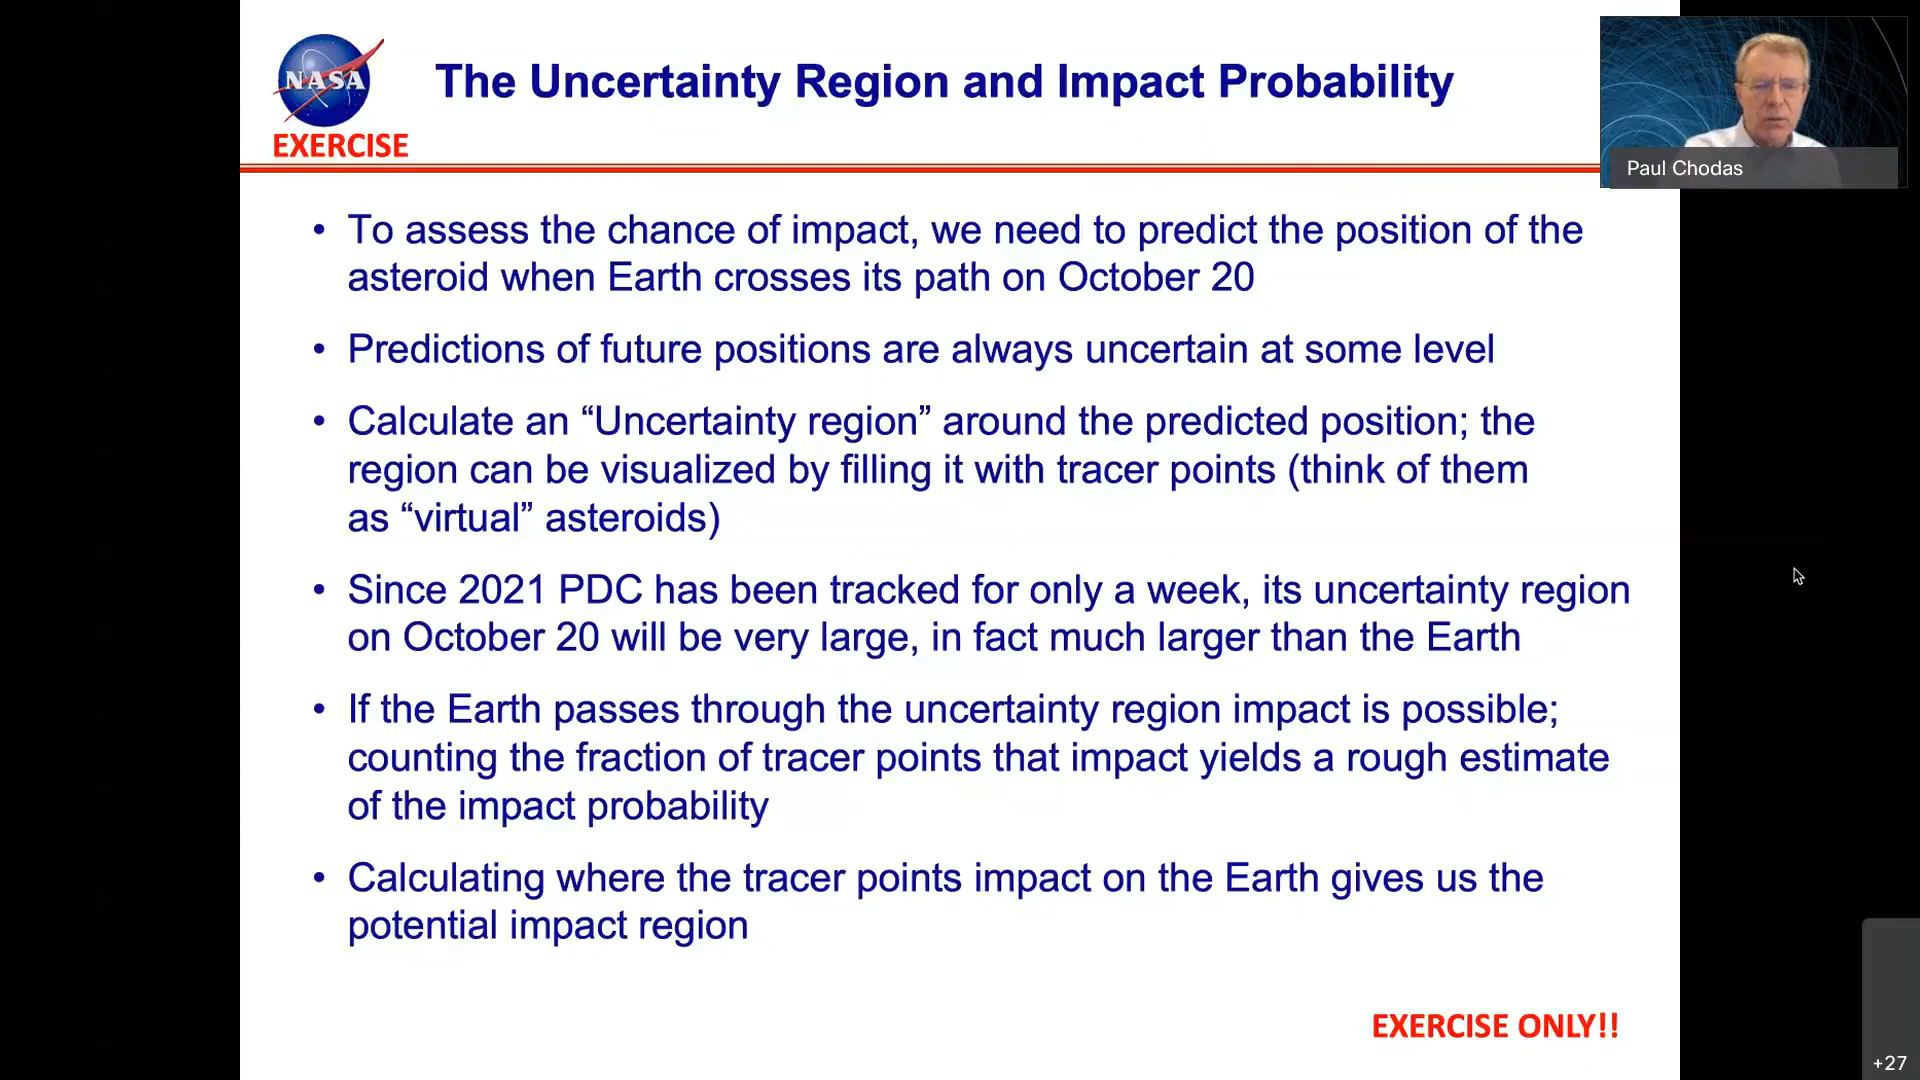 NASA
EXERCISE
The Uncertainty Region and Impact Probability
Paul Chodas
• To assess the chance of impact, we need to predict the position of the
asteroid when Earth crosses its path on October 20
• Predictions of future positions are always uncertain at some level
• Calculate an “Uncertainty region” around the predicted position; the
region can be visualized by filling it with tracer points (think of them
as “virtual” asteroids)
• Since 2021 PDC has been tracked for only a week, its uncertainty region
on October 20 will be very large, in fact much larger than the Earth
• If the Earth passes through the uncertainty region impact is possible;
counting the fraction of tracer points that impact yields a rough estimate
of the impact probability
• Calculating where the tracer points impact on the Earth gives us the
potential impact region
EXERCISE ONLY!!
+27